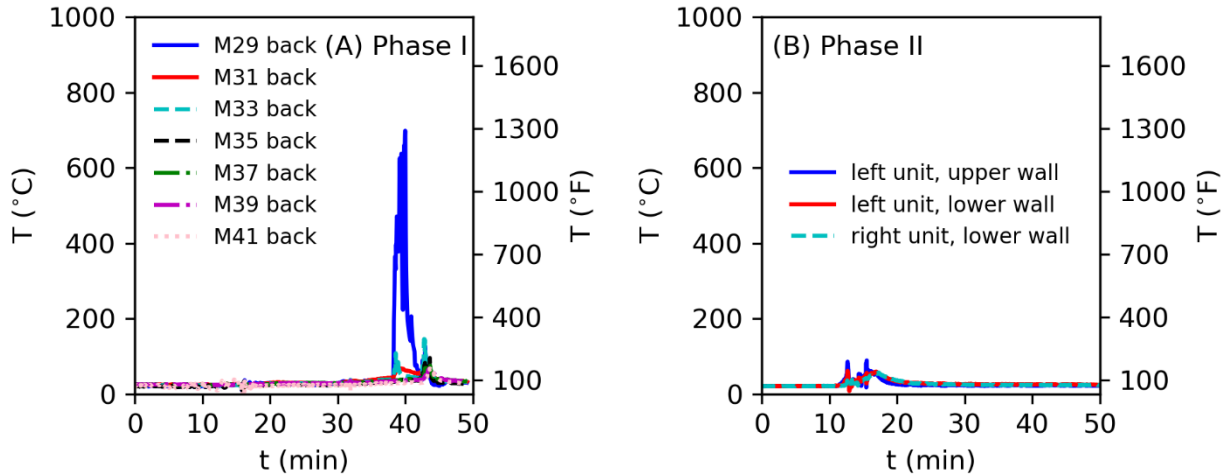 (A) Phase I
M29 back
M31 back
M33 back
M35 back
M37 back
M39 back
M41 back
1000
800
600
400
200
0
T (°C)
1600
1300
1000
700
400
100
T (°F)
0 10 20 30 40 50
t (min)
(B) Phase II
left unit, upper wall
left unit, lower wall
right unit, lower wall
1000
800
600
400
200
0
T (°C)
1600
1300
1000
700
400
100
T (°F)
0 10 20 30 40 50
t (min)